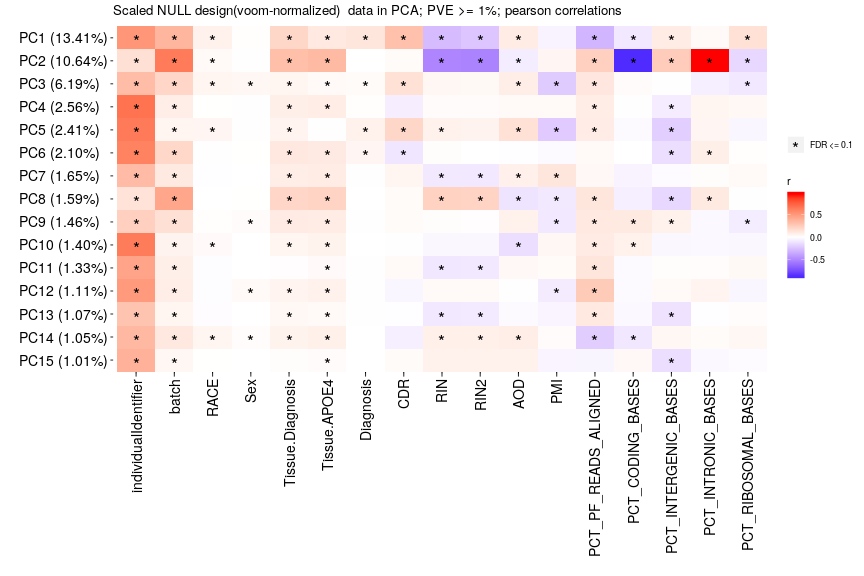 Scaled NULL design(voom-normalized)  data in PCA; PVE >= 1%; pearson correlations
PC1 (13.41%)
PC2 (10.64%)
PC3 (6.19%)
PC4 (2.56%)
PC5 (2.41%)
PC6 (2.10%)
PC7 (1.65%)
PC8 (1.59%)
PC9 (1.46%)
PC10 (1.40%)
PC11 (1.33%)
PC12 (1.11%)
PC13 (1.07%)
PC14 (1.05%)
PC15 (1.01%)
individualIdentifier
batch
RACE
Sex
Tissue.Diagnosis
Tissue.APOE4
Diagnosis
CDR
RIN
RIN2
AOD
PMI
PCT_PF_READS_ALIGNED
PCT_CODING_BASES
PCT_INTERGENIC_BASES
PCT_INTRONIC_BASES
PCT_RIBOSOMAL_BASES
* FDR <= 0.1
r
0.5
0.0
-0.5